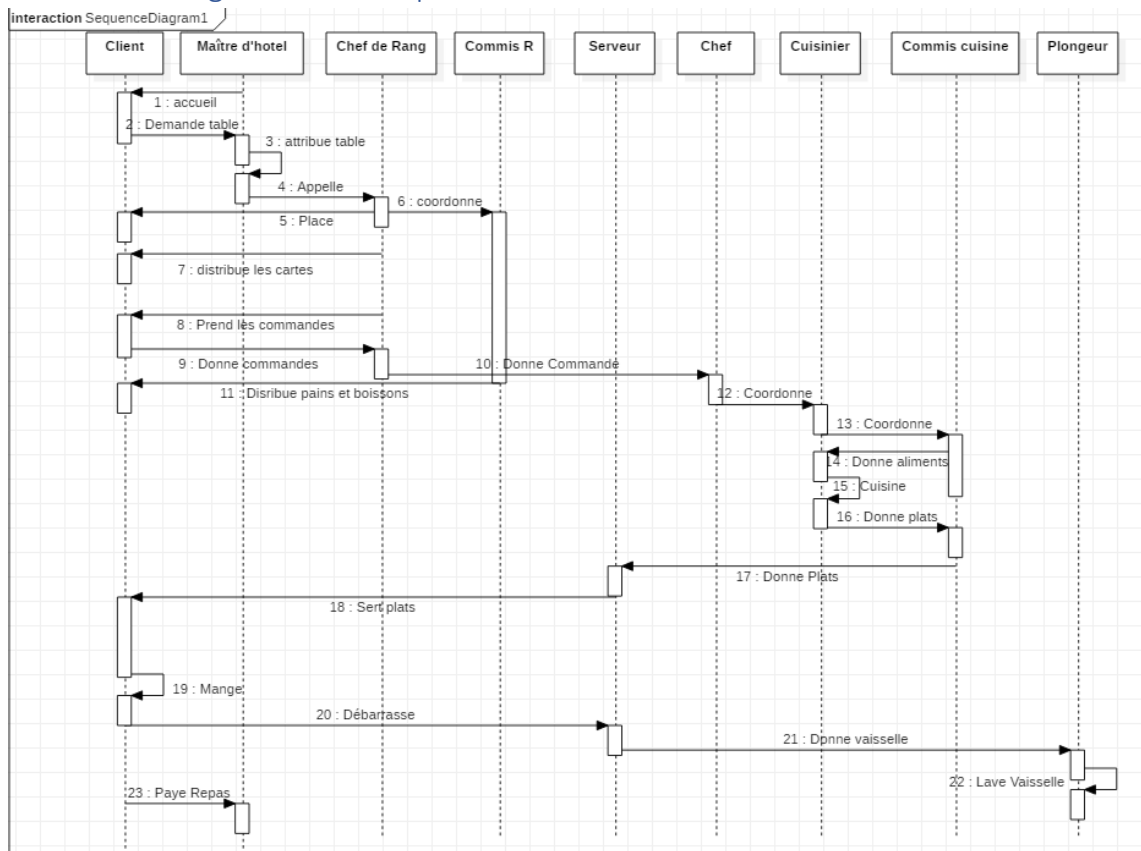 interaction SequenceDiagram1
Client
Maître d'hotel
Chef de Rang
Commis R
Serveur
Chef
Cuisinier
Commis cuisine
Plongeur
1 : accueil
2 : Demande table
3 : attribue table
4 : Appelle
6 : coordonne
5 : Place
7 : distribue les cartes
8 : Prend les commandes
9 : Donne commandes
10 : Donne Commande
11 : Disribue pains et boissons
12 : Coordonne
13 : Coordonne
14 : Donne aliments
15 : Cuisine
16 : Donne plats
17 : Donne Plats
18 : Sert plats
19 : Mange
20 : Débarrasse
21 : Donne vaisselle
22 : Lave Vaisselle
23 : Paye Repas